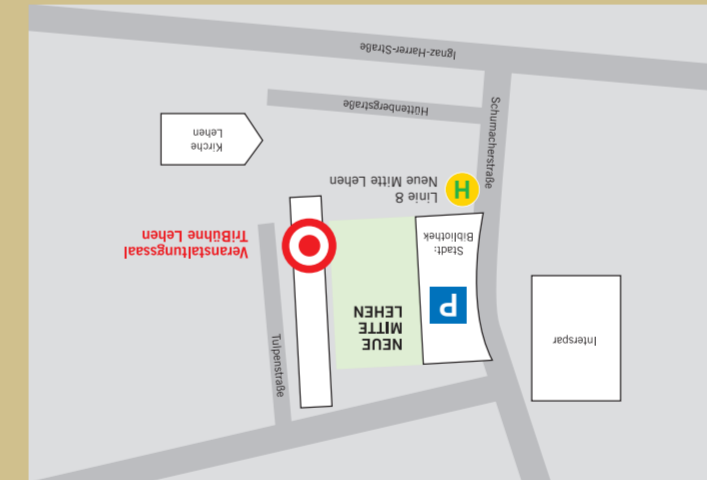 Interspar
NEUE
MITTE
LEHEN
P
Stadt:
Bibliothek
Tulpenstraße
Veranstaltungssaal
TriBühne Lehen
H
Linie 8
Neue Mitte Lehen
Kirche
Lehen
Schumacherstraße
Hüttenbergstraße
Ignaz-Harrer-Straße